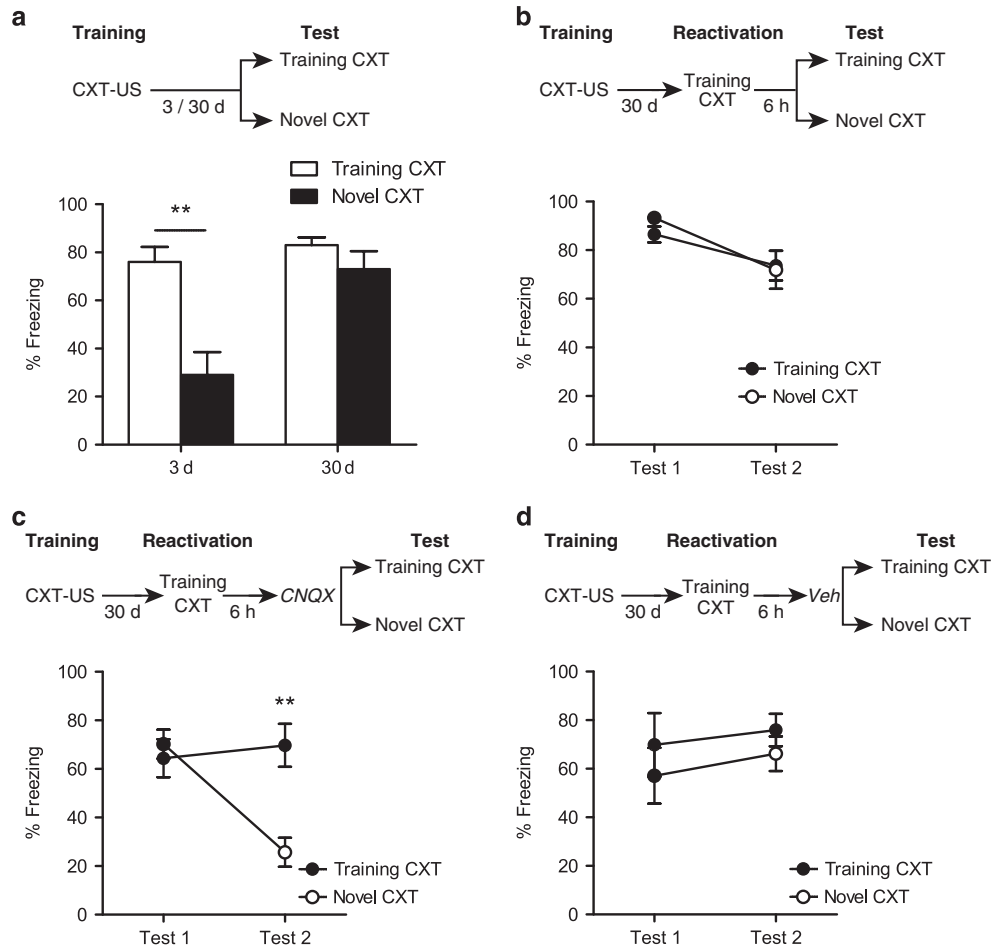 a
Training Test
Training CXT
CXT-US
3 / 30 d
Novel CXT
Training CXT
Novel CXT
**
% Freezing
100
80
60
40
20
0
3 d 30 d
b
Training Reactivation Test
Training CXT
CXT-US Training
CXT
30 d 6 h
Novel CXT
% Freezing
100
80
60
40
20
0
Training CXT
Novel CXT
Test 1 Test 2
c
Training Reactivation Test
Training CXT
CXT-US Training
CXT CNQX
30 d 6 h
Novel CXT
% Freezing
100
80
60
40
20
0
**
Training CXT
Novel CXT
Test 1 Test 2
d
Training Reactivation Test
Training CXT
CXT-US Training
CXT Veh
30 d 6 h
Novel CXT
% Freezing
100
80
60
40
20
0
Training CXT
Novel CXT
Test 1 Test 2